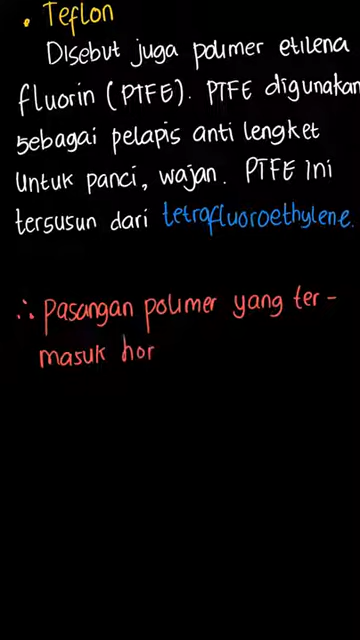 • Teflon
Disebut juga polimer etilena
fluorin (PTFE). PTFE digunakan
sebagai pelapis anti lengket
untuk panci, wajan. PTFE ini
tersusun dari tetrafluoroethylene.
∴ pasangan polimer yang ter-
masuk hor